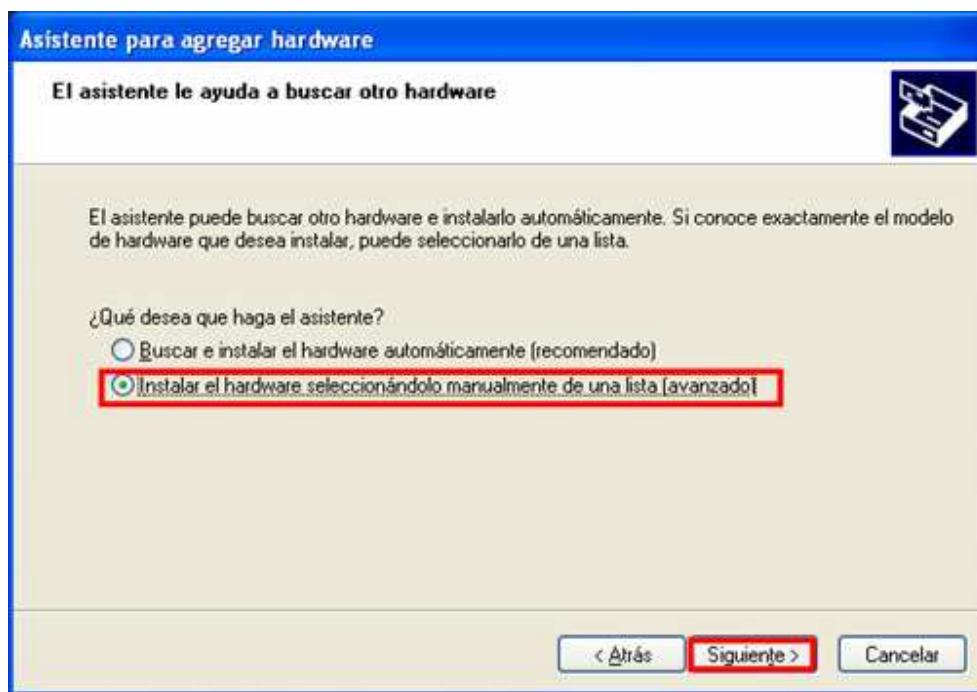 Asistente para agregar hardware
El asistente le ayuda a buscar otro hardware
El asistente puede buscar otro hardware e instalarlo automáticamente. Si conoce exactamente el modelo
de hardware que desea instalar, puede seleccionarlo de una lista.
¿Qué desea que haga el asistente?
Buscar e instalar el hardware automáticamente (recomendado)
Instalar el hardware seleccionándolo manualmente de una lista (avanzado)
< Atrás Siguiente > Cancelar